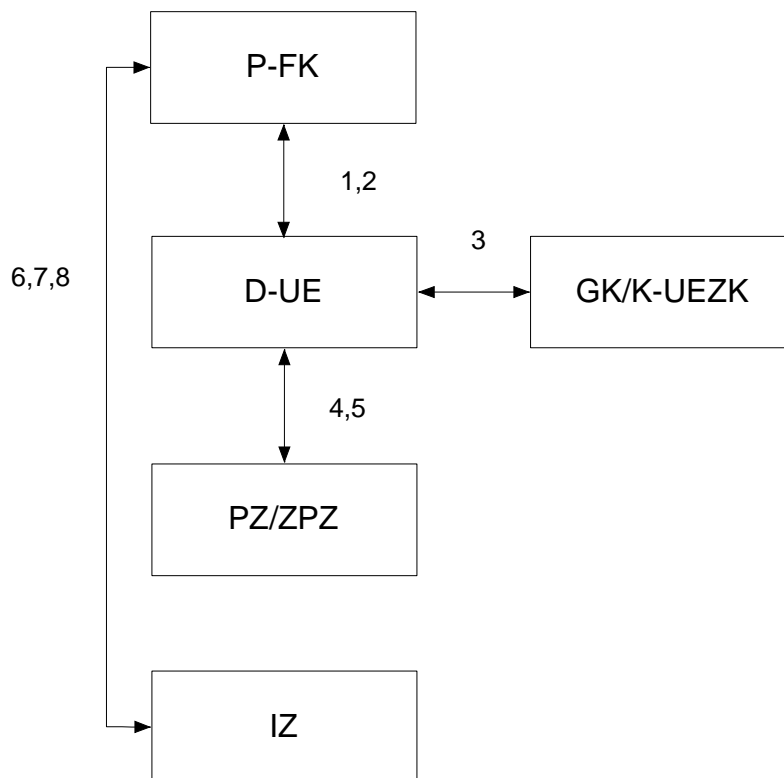 P-FK
1,2
3
6,7,8
D-UE
GK/K-UEZK
4,5
PZ/ZPZ
IZ